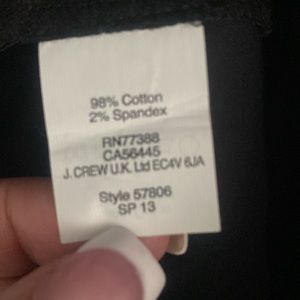 98% Cotton
2% Spandex
RN77388
CA56445
J. CREW U.K. Ltd EC4V 6JA
Style 57806
SP 13